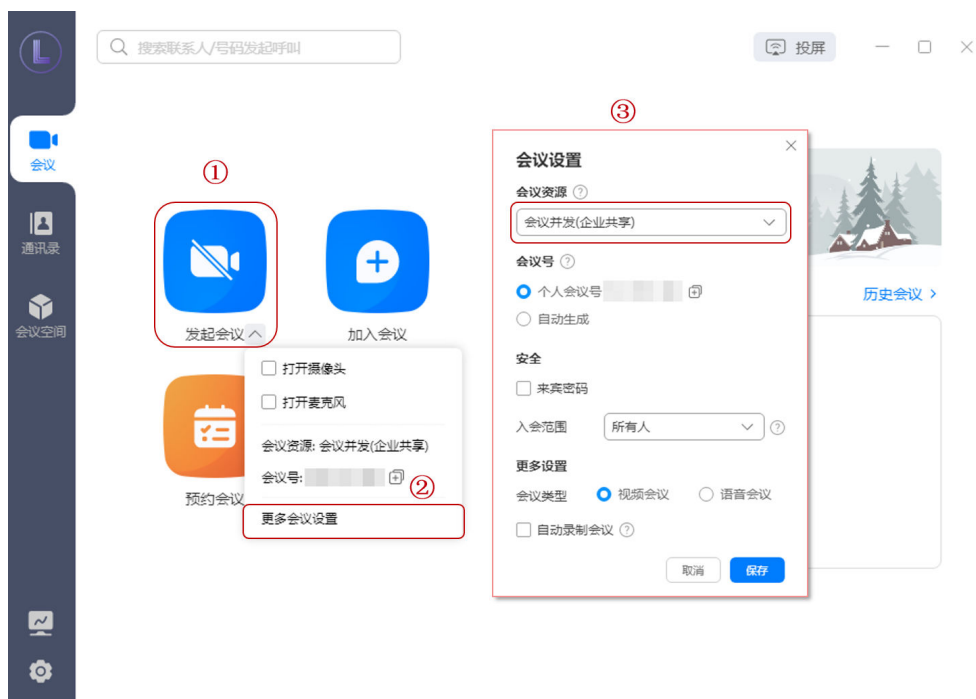 L
搜索联系人/号码发起呼叫
投屏
会议
通讯录
会议空间
①
发起会议
加入会议
预约会议
打开摄像头
打开麦克风
会议资源: 会议并发(企业共享)
会议号:
②
更多会议设置
③
会议设置
会议资源 ?
会议并发(企业共享)
会议号 ?
个人会议号
自动生成
安全
来宾密码
入会范围 所有人 ?
更多设置
会议类型 视频会议 语音会议
自动录制会议 ?
取消 保存
历史会议 >